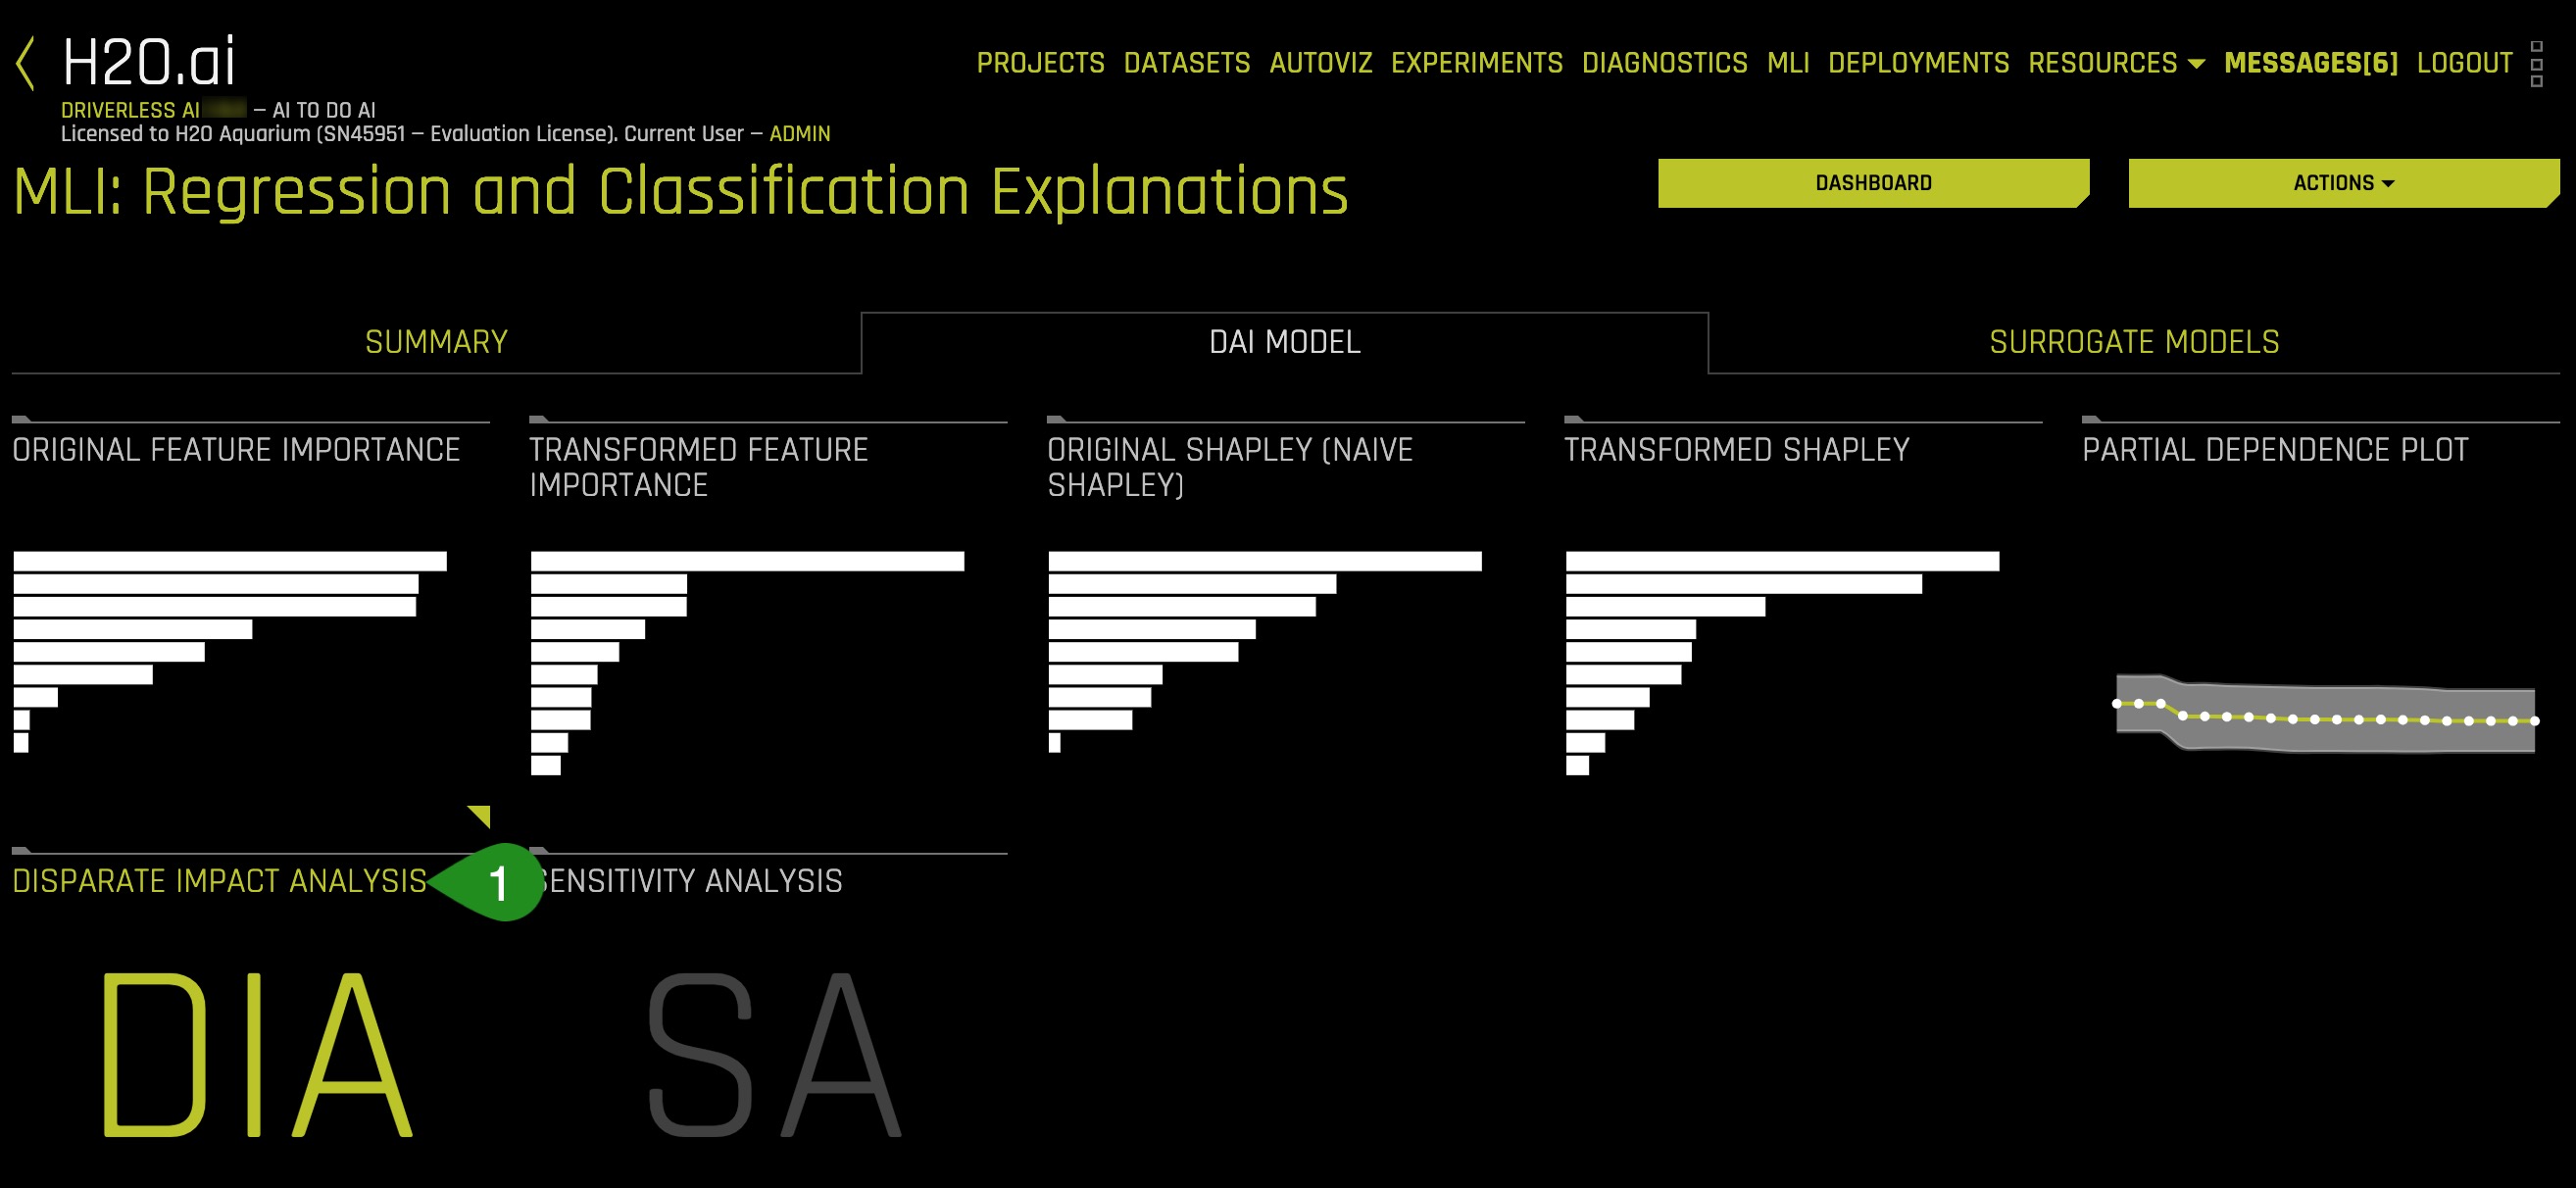 H2O.ai
PROJECTS DATASETS AUTOVIZ EXPERIMENTS DIAGNOSTICS MLI DEPLOYMENTS RESOURCES MESSAGES[6] LOGOUT
DRIVERLESS AI — AI TO DO AI
Licensed to H2O Aquarium (SN45951 — Evaluation License). Current User — ADMIN
MLI: Regression and Classification Explanations
DASHBOARD
ACTIONS
SUMMARY
DAI MODEL
SURROGATE MODELS
ORIGINAL FEATURE IMPORTANCE
TRANSFORMED FEATURE
IMPORTANCE
ORIGINAL SHAPLEY (NAIVE
SHAPLEY)
TRANSFORMED SHAPLEY
PARTIAL DEPENDENCE PLOT
DISPARATE IMPACT ANALYSIS
1
SENSITIVITY ANALYSIS
DIA
SA